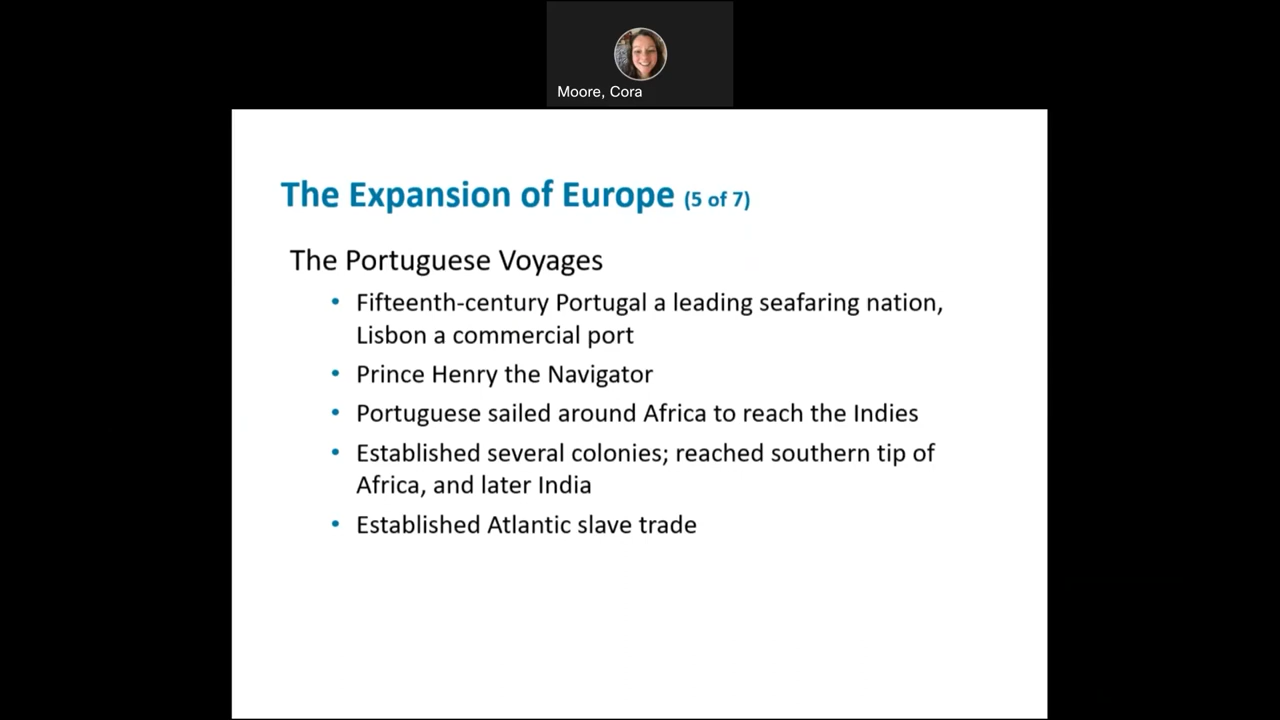 Moore, Cora
The Expansion of Europe (5 of 7)
The Portuguese Voyages
• Fifteenth-century Portugal a leading seafaring nation,
Lisbon a commercial port
• Prince Henry the Navigator
• Portuguese sailed around Africa to reach the Indies
• Established several colonies; reached southern tip of
Africa, and later India
• Established Atlantic slave trade